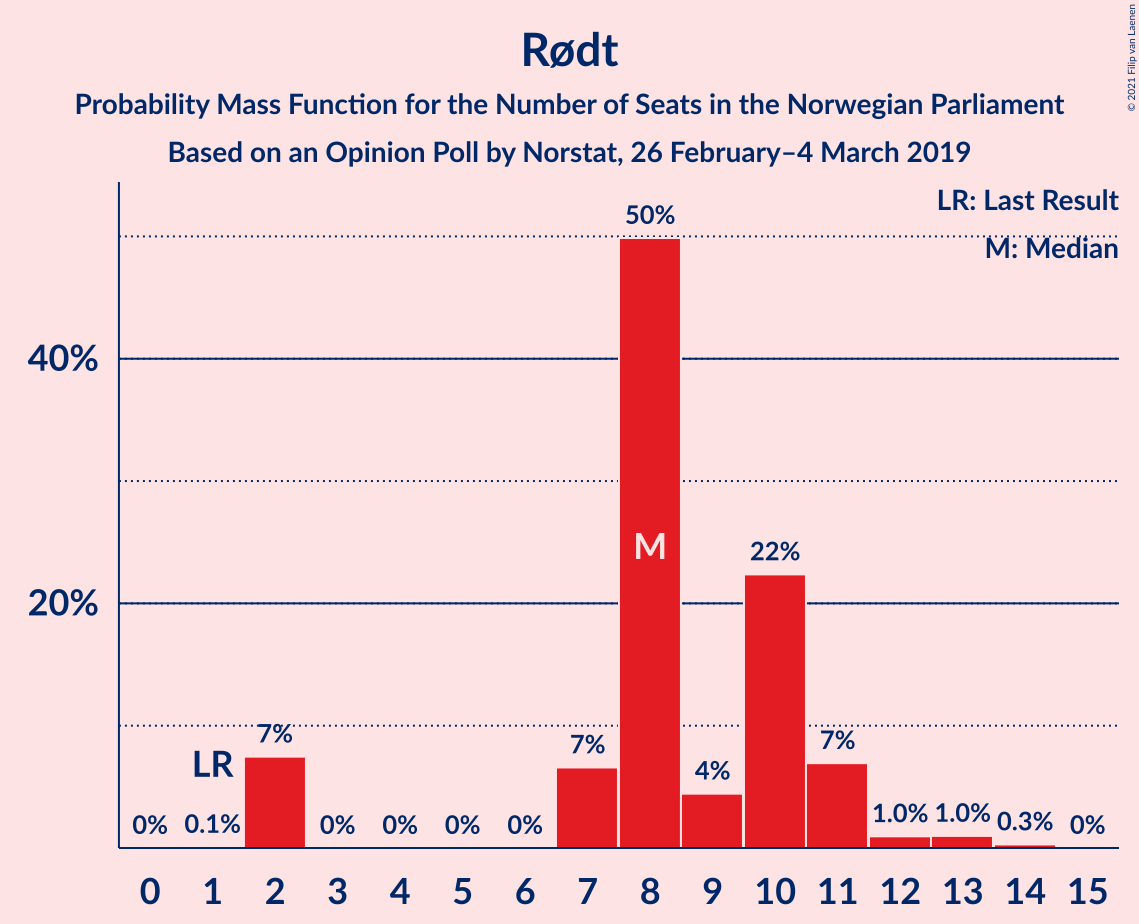 Rødt
Probability Mass Function for the Number of Seats in the Norwegian Parliament
Based on an Opinion Poll by Norstat, 26 February–4 March 2019
© 2021 Filip van Laenen
LR: Last Result
M: Median
40%
20%
0%
0.1%
LR
7%
0%
0%
0%
0%
7%
50%
M
4%
22%
7%
1.0%
1.0%
0.3%
0%
0 1 2 3 4 5 6 7 8 9 10 11 12 13 14 15